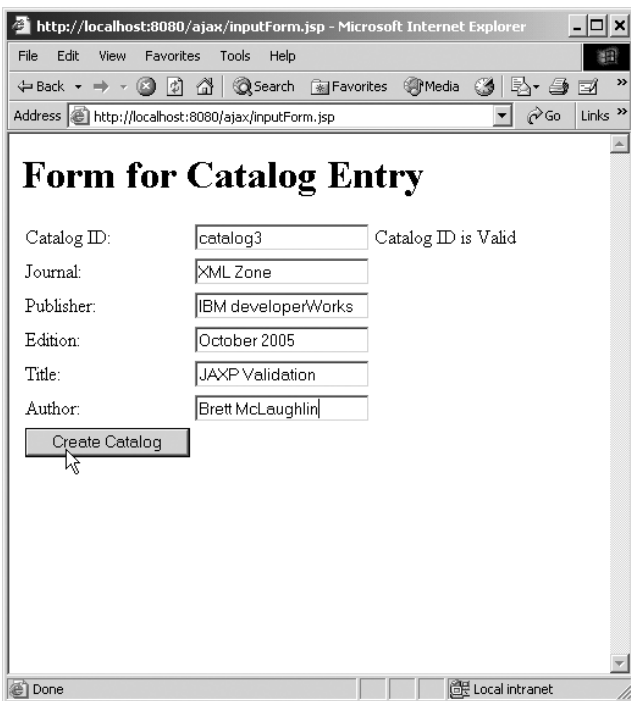 http://localhost:8080/ajax/inputForm.jsp - Microsoft Internet Explorer
File Edit View Favorites Tools Help
Back Search Favorites Media »
Address http://localhost:8080/ajax/inputForm.jsp Go Links »
Form for Catalog Entry
Catalog ID: catalog3 Catalog ID is Valid
Journal: XML Zone
Publisher: IBM developerWorks
Edition: October 2005
Title: JAXP Validation
Author: Brett McLaughlin
Create Catalog
Done Local intranet